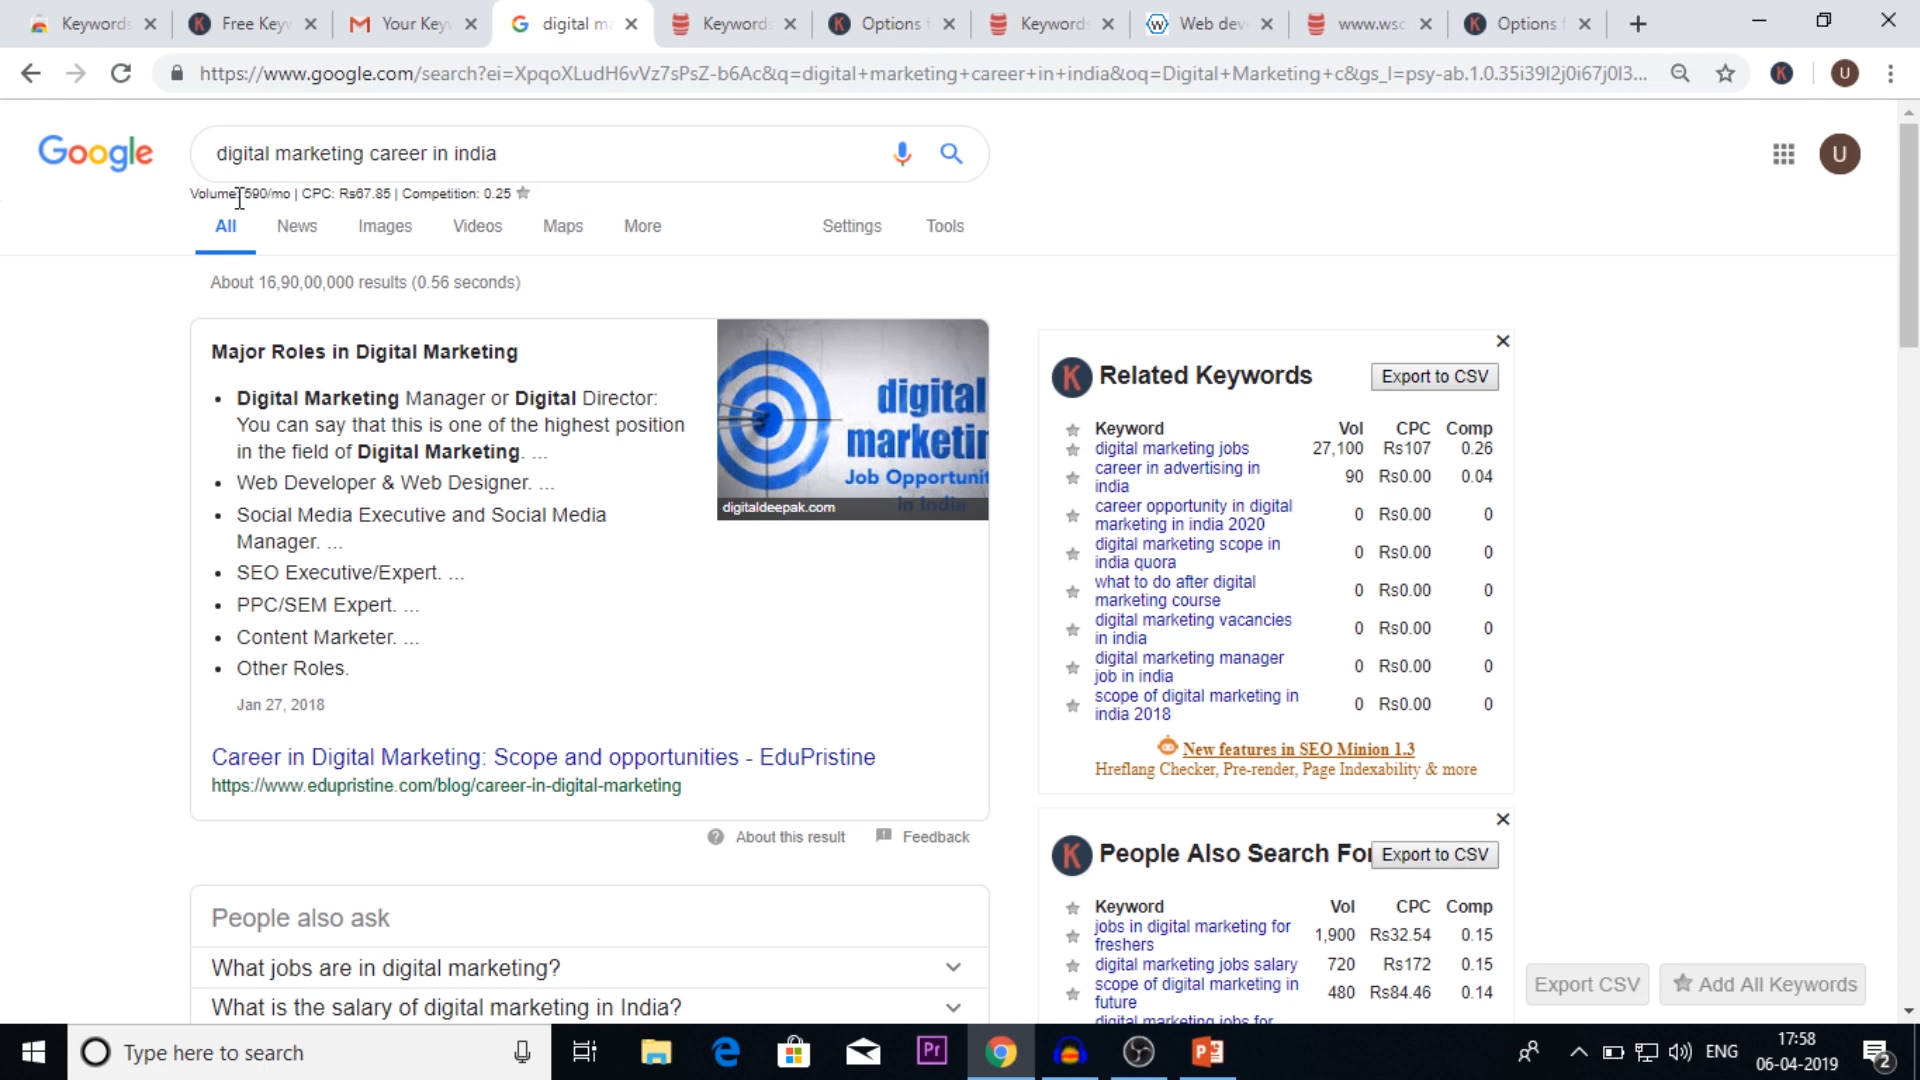 Keywords
Free Key
Your Key
digital m
Keywords
Options f
Keyword
Web dev
www.wsc
Options f
https://www.google.com/search?ei=XpqoXLudH6vVz7sPsZ-b6Ac&q=digital+marketing+career+in+india&oq=Digital+Marketing+c&gs_l=psy-ab.1.0.35i39l2j0i67j0l3...
U
Google
digital marketing career in india
U
Volume: 590/mo | CPC: Rs67.85 | Competition: 0.25
All News Images Videos Maps More Settings Tools
About 16,90,00,000 results (0.56 seconds)
Major Roles in Digital Marketing
• Digital Marketing Manager or Digital Director:
You can say that this is one of the highest position
in the field of Digital Marketing. ...
• Web Developer & Web Designer. ...
• Social Media Executive and Social Media
Manager. ...
• SEO Executive/Expert. ...
• PPC/SEM Expert. ...
• Content Marketer. ...
• Other Roles.
Jan 27, 2018
digital
marketin
Job Opportunit
in India
digitaldeepak.com
Career in Digital Marketing: Scope and opportunities - EduPristine
https://www.edupristine.com/blog/career-in-digital-marketing
About this result Feedback
People also ask
What jobs are in digital marketing?
What is the salary of digital marketing in India?
K Related Keywords Export to CSV
Keyword Vol CPC Comp
digital marketing jobs 27,100 Rs107 0.26
career in advertising in
india 90 Rs0.00 0.04
career opportunity in digital
marketing in india 2020 0 Rs0.00 0
digital marketing scope in
india quora 0 Rs0.00 0
what to do after digital
marketing course 0 Rs0.00 0
digital marketing vacancies
in india 0 Rs0.00 0
digital marketing manager
job in india 0 Rs0.00 0
scope of digital marketing in
india 2018 0 Rs0.00 0
New features in SEO Minion 1.3
Hreflang Checker, Pre-render, Page Indexability & more
K People Also Search For Export to CSV
Keyword Vol CPC Comp
jobs in digital marketing for
freshers 1,900 Rs32.54 0.15
digital marketing jobs salary 720 Rs172 0.15
scope of digital marketing in
future 480 Rs84.46 0.14
digital marketing jobs for
Export CSV Add All Keywords
Type here to search
Pr
ENG
17:58
06-04-2019
2